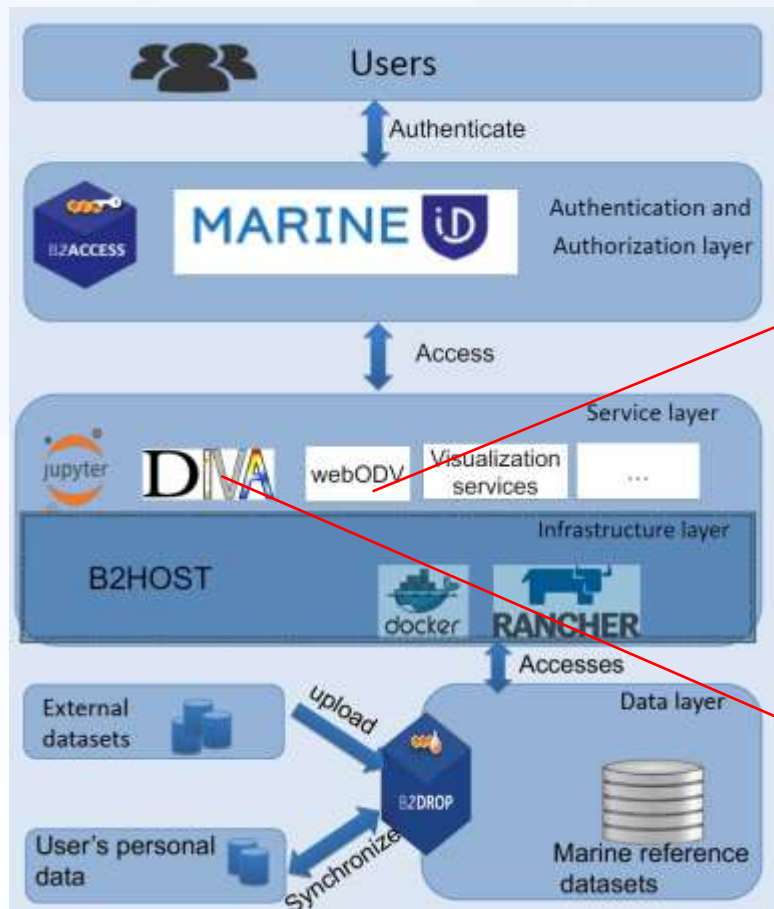 Users
Authenticate
B2ACCESS
MARINE iD
Authentication and
Authorization layer
Access
Service layer
jupyter
DIVA
webODV
Visualization
services
...
Infrastructure layer
B2HOST
docker
RANCHER
Accesses
External
datasets
upload
Data layer
B2DROP
User's personal
data
Synchronize
Marine reference
datasets